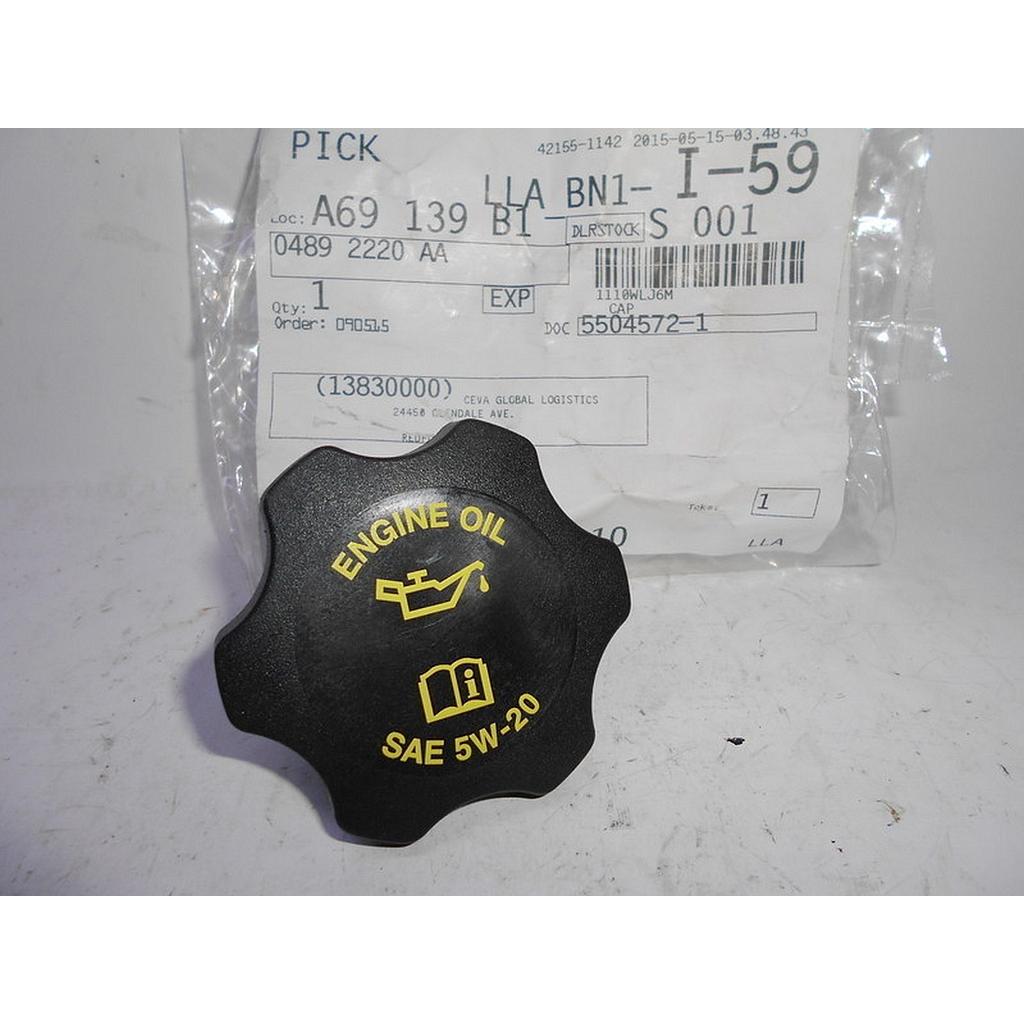 PICK
42155-1142 2015-05-15-03.48.43
LLA BN1- I-59
LOC: A69 139 B1 DLRSTOCK S 001
0489 2220 AA
1110WLJ6M
CAP
Qty: 1 EXP
Order: 090515 DOC 5504572-1
(13830000) CEVA GLOBAL LOGISTICS
24450 GLENDALE AVE.
1
10 LLA
ENGINE OIL
i
SAE 5W-20